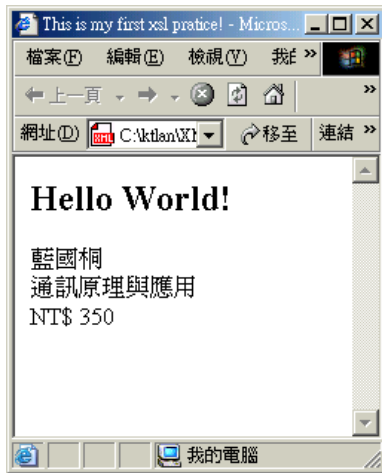 This is my first xsl pratice! - Micros...
檔案(F) 編輯(E) 檢視(V) 我 »
上一頁 »
網址(D) C:\ktlan\X 移至 連結 »
Hello World!
藍國桐
通訊原理與應用
NT$ 350
我的電腦